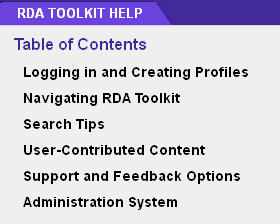 RDA TOOLKIT HELP
Table of Contents
Logging in and Creating Profiles
Navigating RDA Toolkit
Search Tips
User-Contributed Content
Support and Feedback Options
Administration System